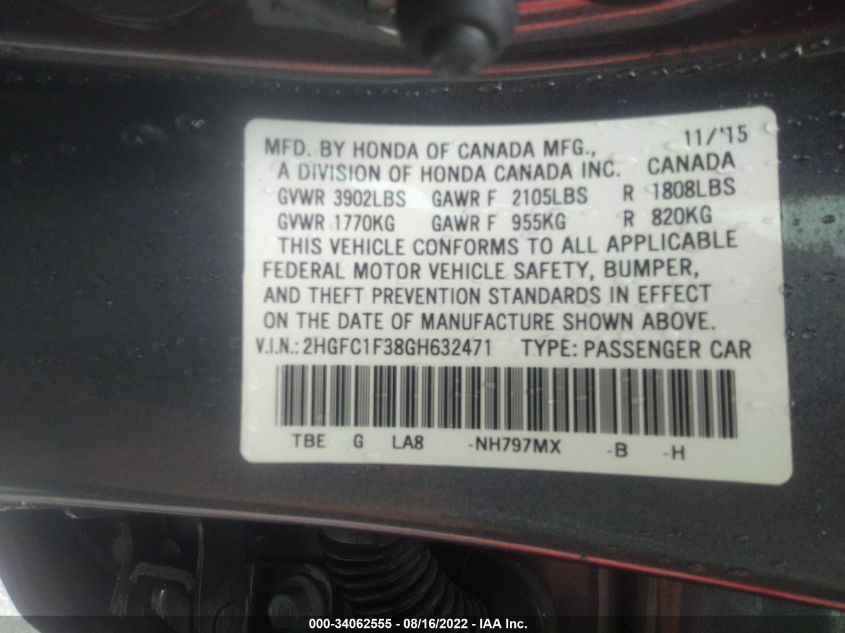 MFD. BY HONDA OF CANADA MFG., 11/'15
A DIVISION OF HONDA CANADA INC. CANADA
GVWR 3902LBS GAWR F 2105LBS R 1808LBS
GVWR 1770KG GAWR F 955KG R 820KG
THIS VEHICLE CONFORMS TO ALL APPLICABLE
FEDERAL MOTOR VEHICLE SAFETY, BUMPER,
AND THEFT PREVENTION STANDARDS IN EFFECT
ON THE DATE OF MANUFACTURE SHOWN ABOVE.
V.I.N.: 2HGFC1F38GH632471 TYPE: PASSENGER CAR
TBE G LA8 -NH797MX -B -H
000-34062555 - 08/16/2022 - IAA Inc.